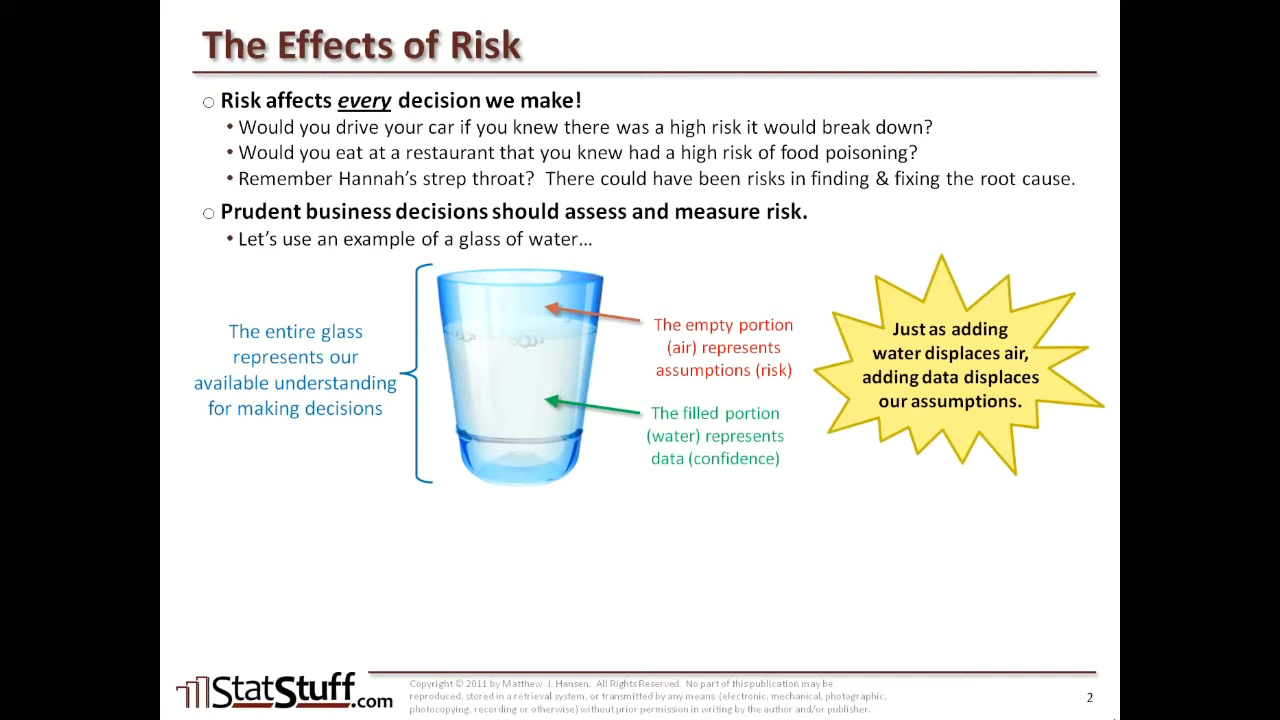 The Effects of Risk
Risk affects every decision we make!
• Would you drive your car if you knew there was a high risk it would break down?
• Would you eat at a restaurant that you knew had a high risk of food poisoning?
• Remember Hannah's strep throat? There could have been risks in finding & fixing the root cause.
Prudent business decisions should assess and measure risk.
• Let's use an example of a glass of water…
The entire glass
represents our
available understanding
for making decisions
The empty portion
(air) represents
assumptions (risk)
The filled portion
(water) represents
data (confidence)
Just as adding
water displaces air,
adding data displaces
our assumptions.
StatStuff.com
Copyright © 2011 by Matthew J. Hansen. All Rights Reserved. No part of this publication may be
reproduced, stored in a retrieval system, or transmitted by any means (electronic, mechanical, photographic,
photocopying, recording or otherwise) without prior permission in writing by the author and/or publisher.
2